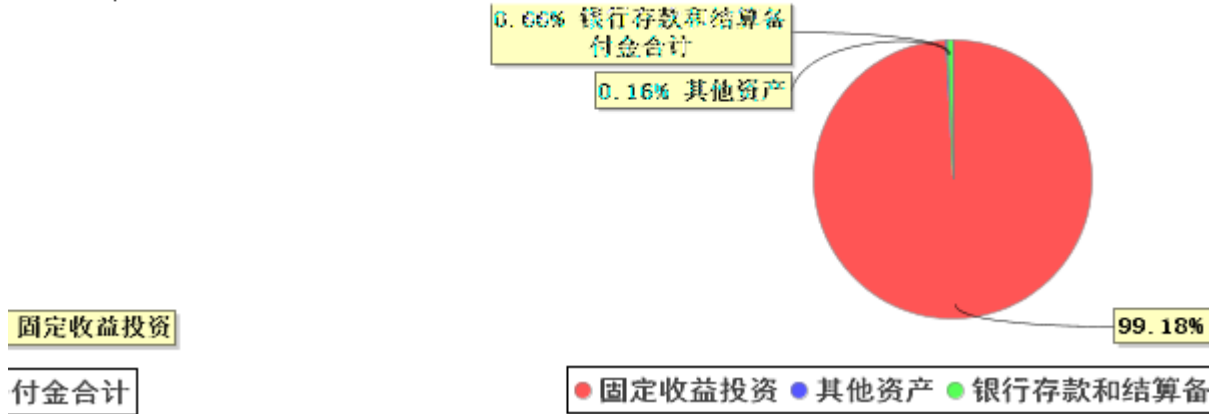 0.66% 银行存款和结算备
付金合计
0.16% 其他资产
固定收益投资
99.18%
付金合计
固定收益投资 其他资产 银行存款和结算备